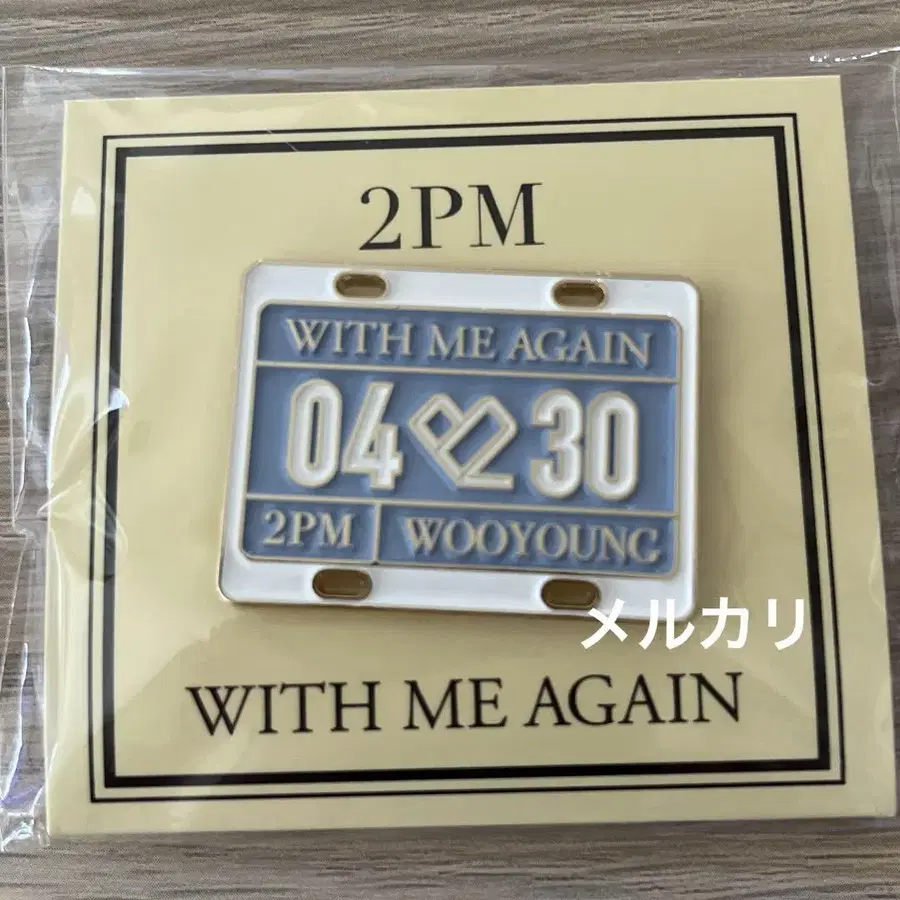 2PM
WITH ME AGAIN
04 30
2PM WOOYOUNG
メルカリ
WITH ME AGAIN